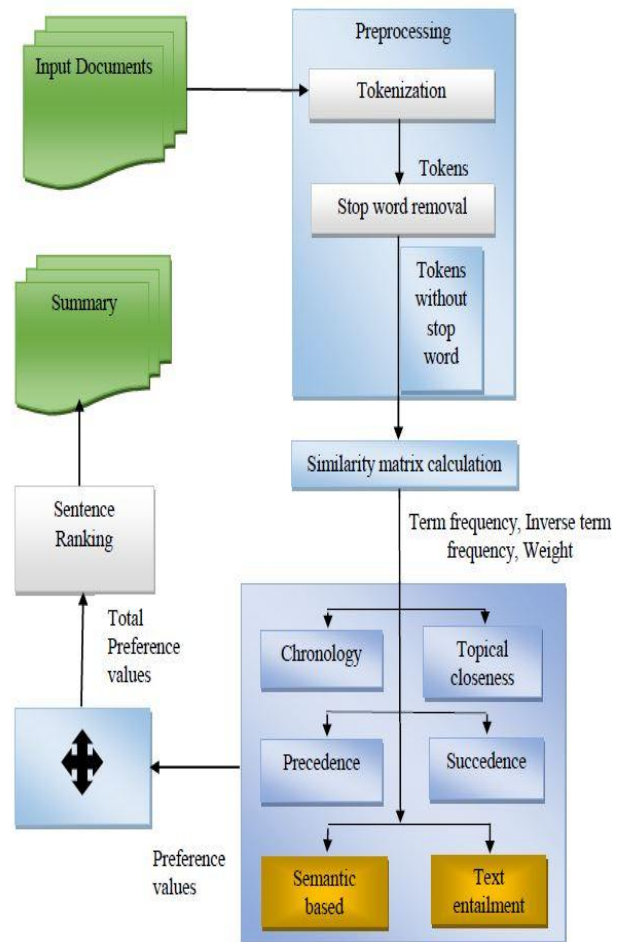 Preprocessing
Input Documents
Tokenization
Tokens
Stop word removal
Tokens
without
stop
word
Summary
Similarity matrix calculation
Term frequency, Inverse term
frequency, Weight
Sentence
Ranking
Total
Preference
values
Chronology
Topical
closeness
Precedence
Succedence
Preference
values
Semantic
based
Text
entailment